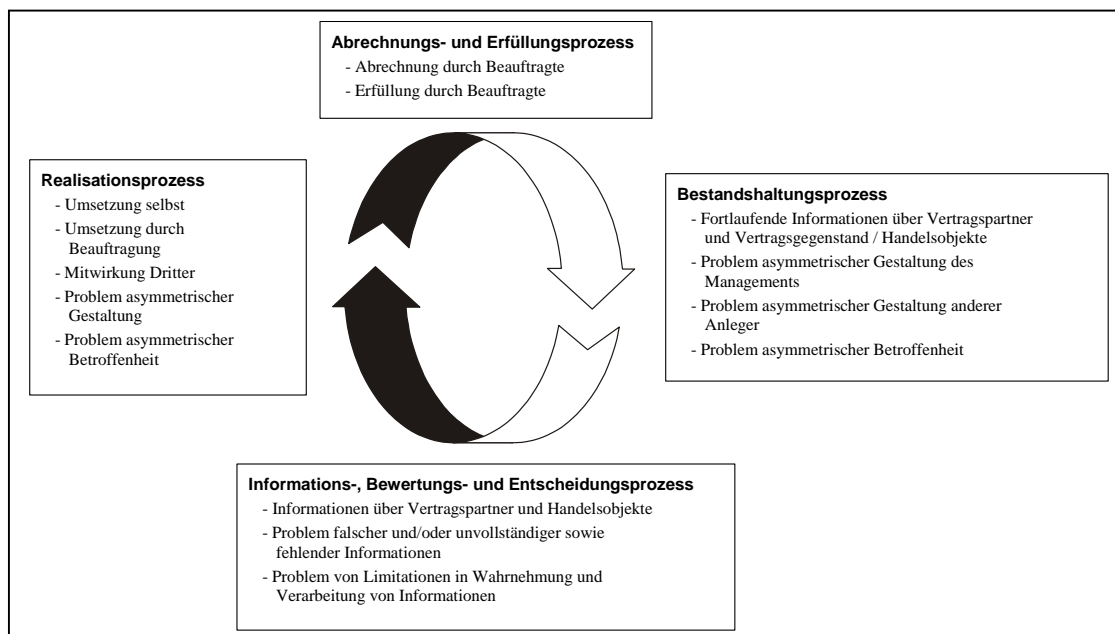 Abrechnungs- und Erfüllungsprozess
- Abrechnung durch Beauftragte
- Erfüllung durch Beauftragte
Realisationsprozess
- Umsetzung selbst
- Umsetzung durch
Beauftragung
- Mitwirkung Dritter
- Problem asymmetrischer
Gestaltung
- Problem asymmetrischer
Betroffenheit
Bestandshaltungsprozess
- Fortlaufende Informationen über Vertragspartner
und Vertragsgegenstand / Handelsobjekte
- Problem asymmetrischer Gestaltung des
Managements
- Problem asymmetrischer Gestaltung anderer
Anleger
- Problem asymmetrischer Betroffenheit
Informations-, Bewertungs- und Entscheidungsprozess
- Informationen über Vertragspartner und Handelsobjekte
- Problem falscher und/oder unvollständiger sowie
fehlender Informationen
- Problem von Limitationen in Wahrnehmung und
Verarbeitung von Informationen